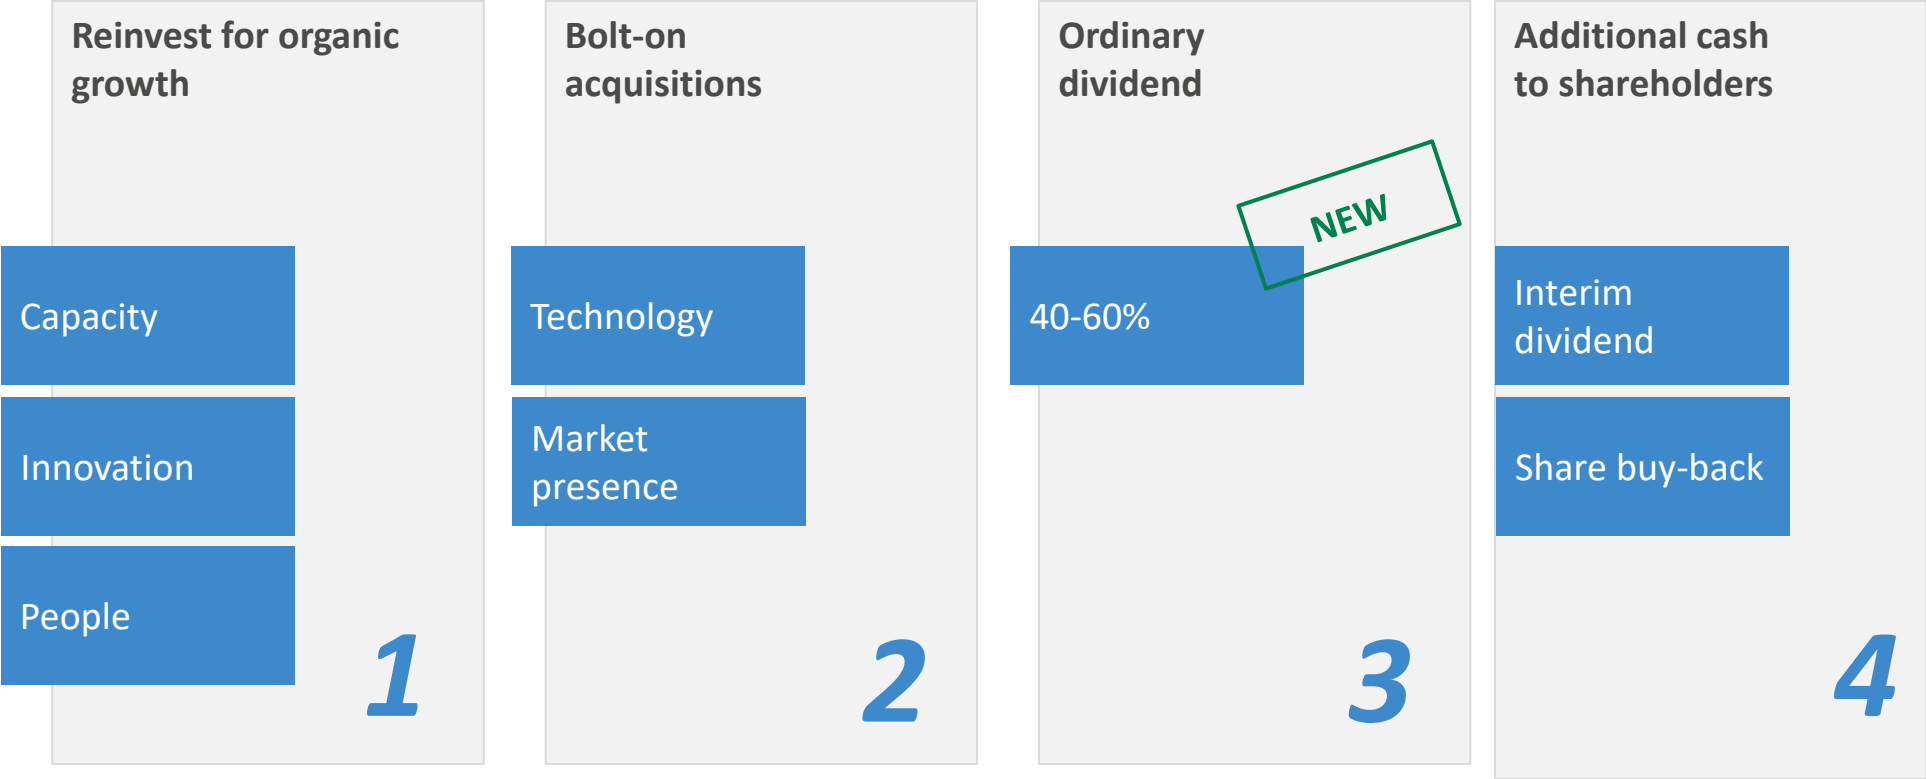 Reinvest for organic
growth
Capacity
Innovation
People
1
Bolt-on
acquisitions
Technology
Market
presence
2
Ordinary
dividend
NEW
40-60%
3
Additional cash
to shareholders
Interim
dividend
Share buy-back
4